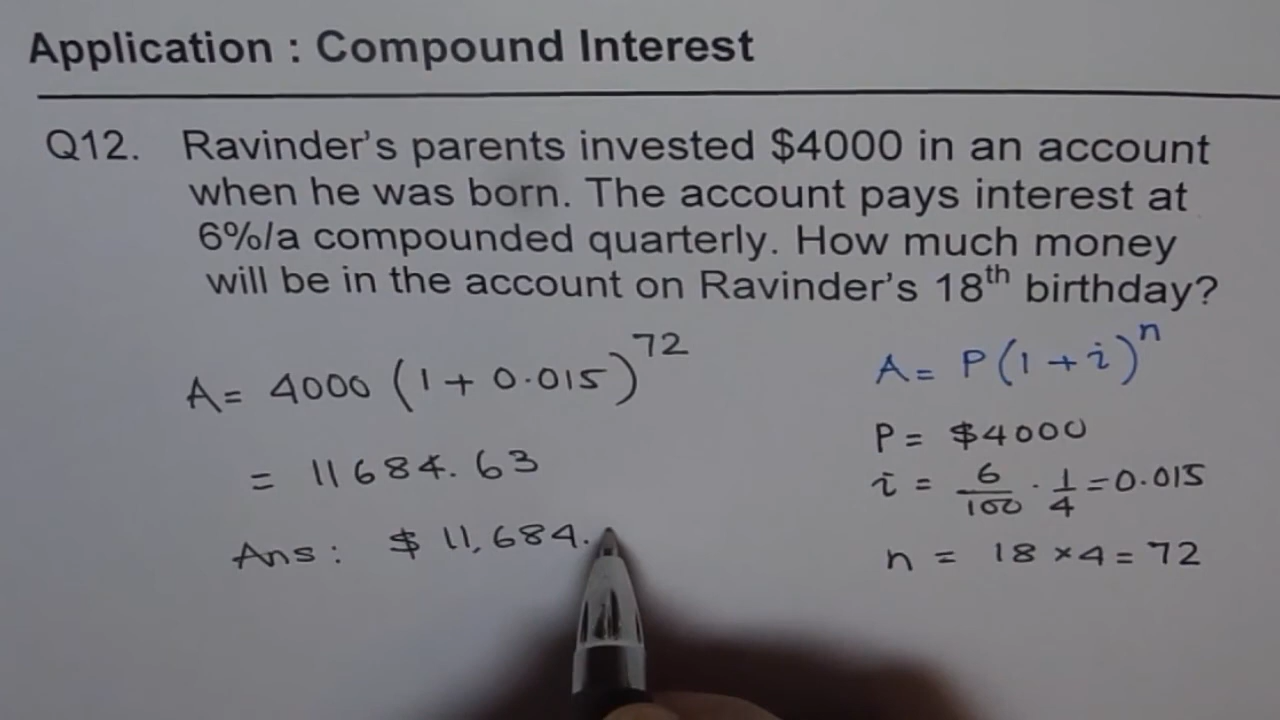 Application : Compound Interest
Q12. Ravinder's parents invested $4000 in an account
when he was born. The account pays interest at
6%/a compounded quarterly. How much money
will be in the account on Ravinder's 18th birthday?
A = 4000 (1 + 0.015)^72
= 11684.63
Ans : $ 11,684.
A = P(1 + i)^n
P = $4000
i = 6/100 · 1/4 = 0.015
n = 18 × 4 = 72